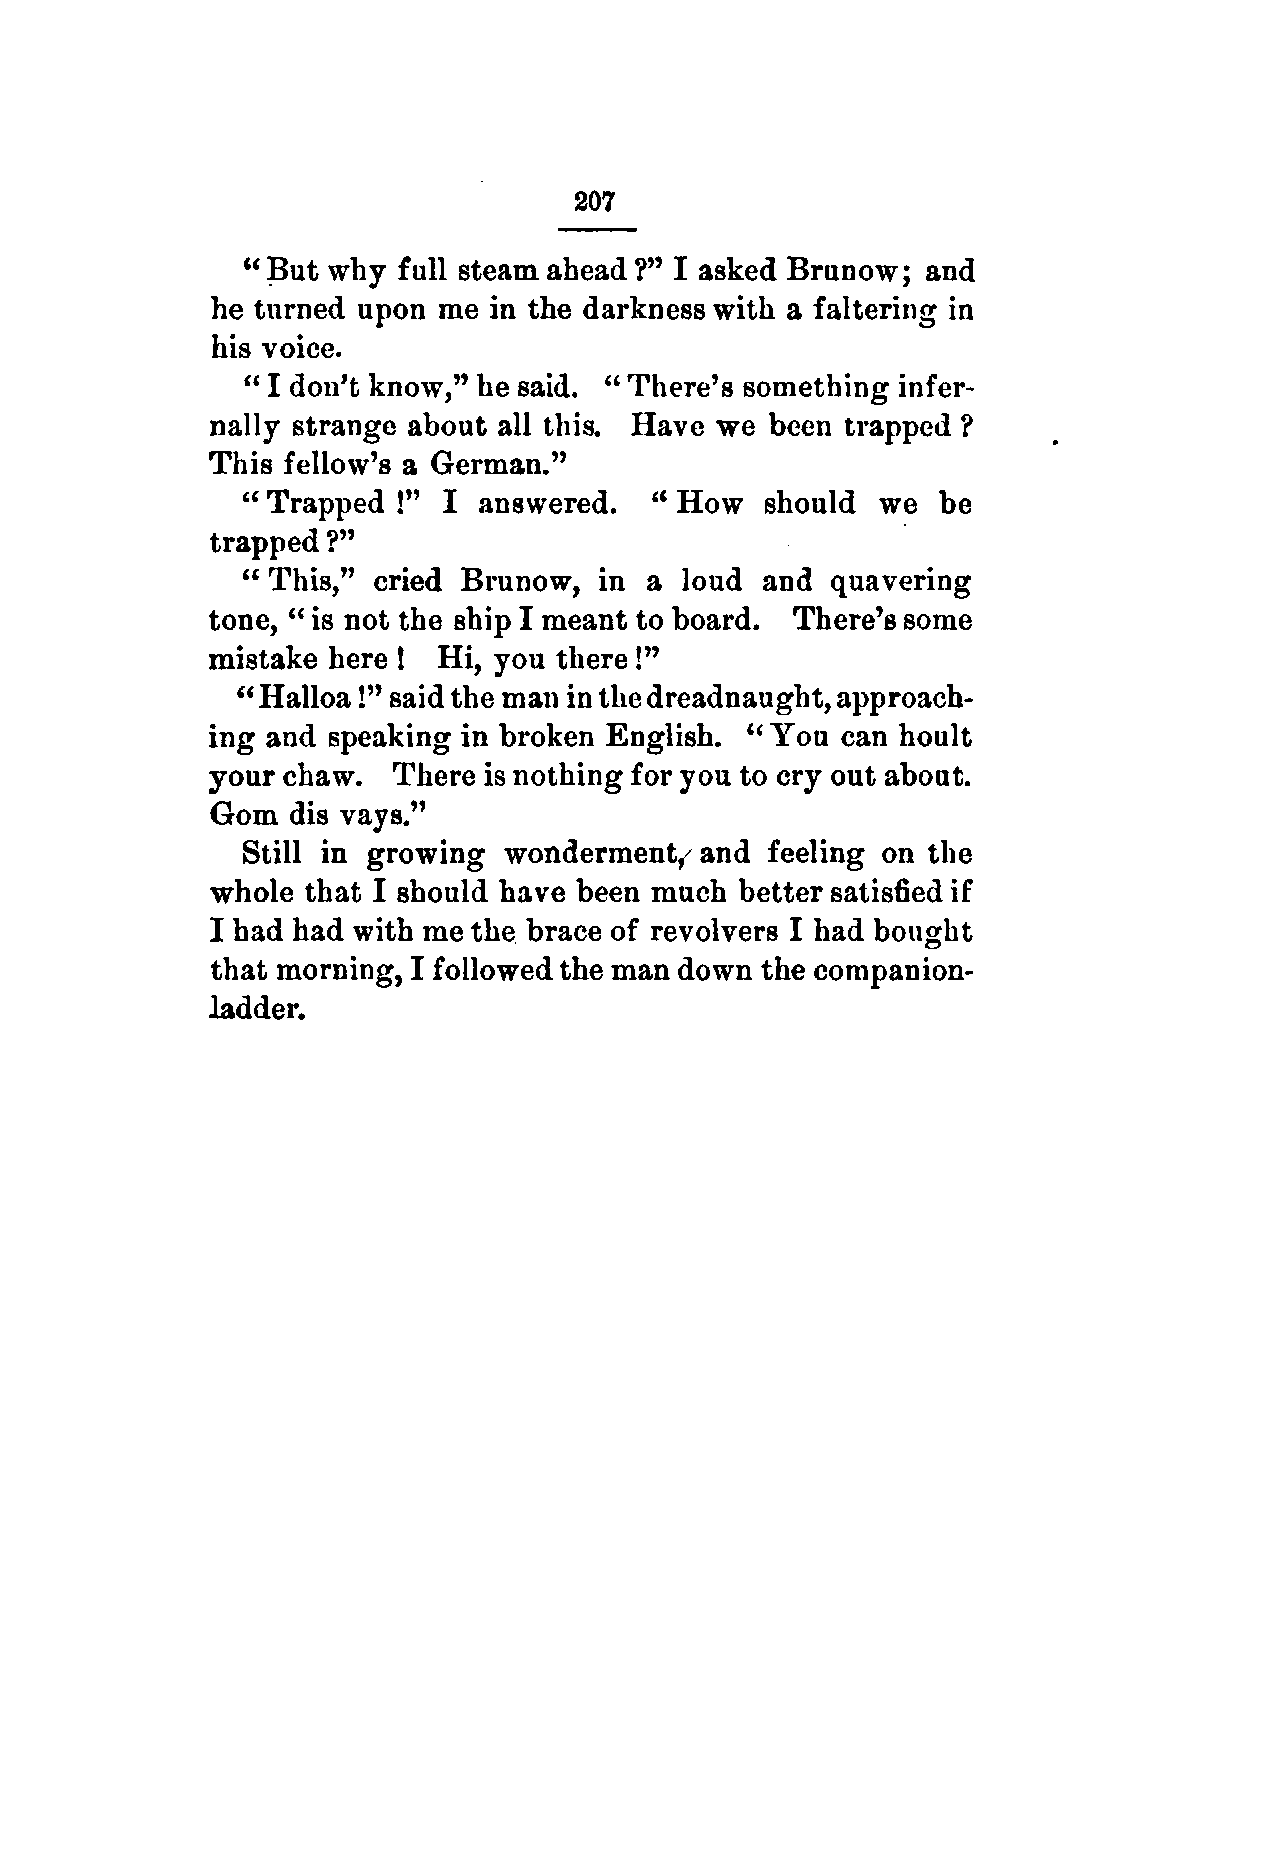 207
“But why full steam ahead?” I asked Brunow; and
he turned upon me in the darkness with a faltering in
his voice.
“I don't know,” he said. “There's something infer-
nally strange about all this. Have we been trapped?
This fellow's a German.”
“Trapped!” I answered. “How should we be
trapped?”
“This,” cried Brunow, in a loud and quavering
tone, “is not the ship I meant to board. There's some
mistake here! Hi, you there!”
“Halloa!” said the man in the dreadnaught, approach-
ing and speaking in broken English. “You can hoult
your chaw. There is nothing for you to cry out about.
Gom dis vays.”
Still in growing wonderment, and feeling on the
whole that I should have been much better satisfied if
I had had with me the brace of revolvers I had bought
that morning, I followed the man down the companion-
ladder.